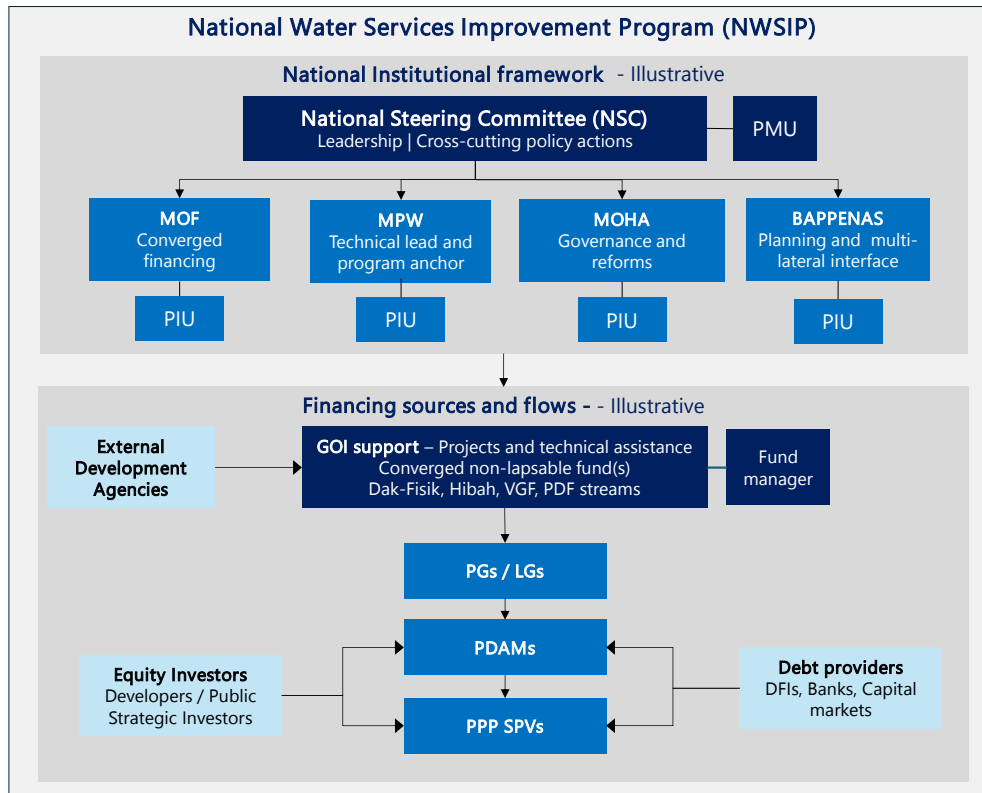 National Water Services Improvement Program (NWSIP)
National Institutional framework - Illustrative
National Steering Committee (NSC)
Leadership | Cross-cutting policy actions
PMU
MOF
Converged
financing
MPW
Technical lead and
program anchor
MOHA
Governance and
reforms
BAPPENAS
Planning and multi-
lateral interface
PIU
PIU
PIU
PIU
Financing sources and flows - - Illustrative
External
Development
Agencies
GOI support – Projects and technical assistance
Converged non-lapsable fund(s)
Dak-Fisik, Hibah, VGF, PDF streams
Fund
manager
PGs / LGs
PDAMs
Equity Investors
Developers / Public
Strategic Investors
Debt providers
DFIs, Banks, Capital
markets
PPP SPVs